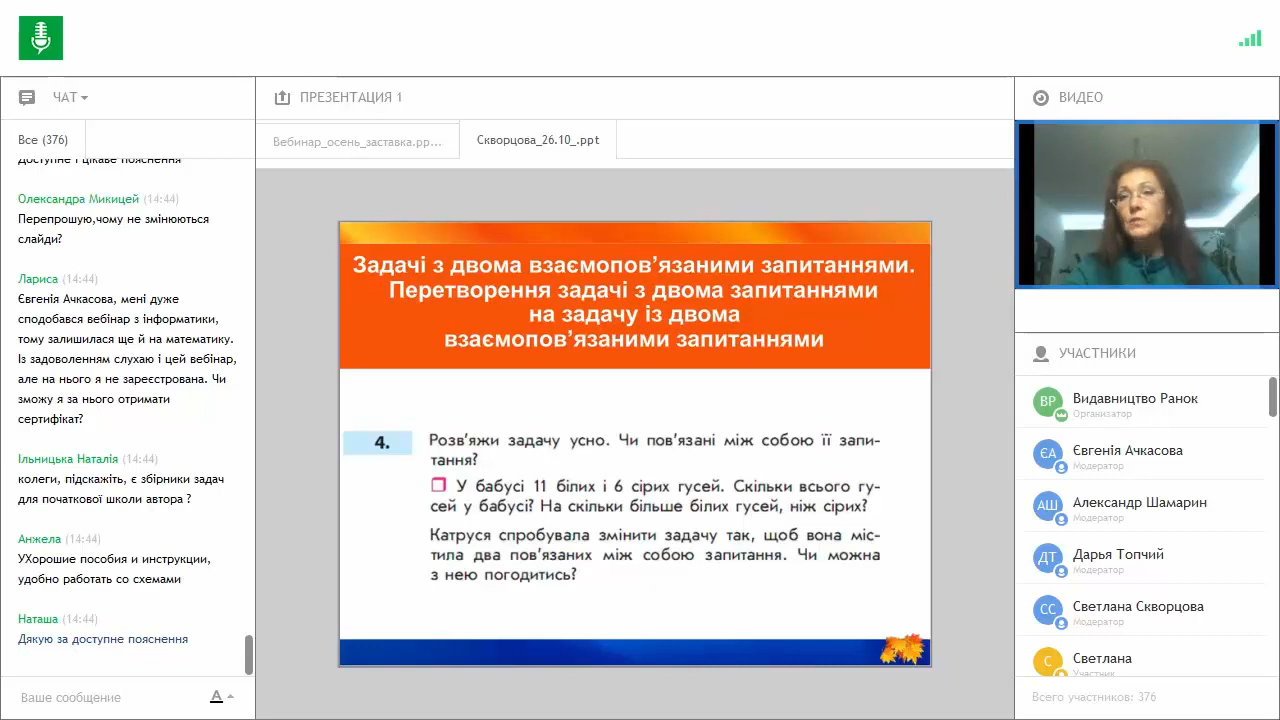 ЧАТ
Все (376)
доступне і цікаве пояснення
Олександра Микицей (14:44)
Перепрошую,чому не змінюються
слайди?
Лариса (14:44)
Євгенія Ачкасова, мені дуже
сподобався вебінар з інформатики,
тому залишилася ще й на математику.
Із задоволенням слухаю і цей вебінар,
але на нього я не зареєстрована. Чи
зможу я за нього отримати
сертифікат?
Ільницька Наталія (14:44)
колеги, підскажіть, є збірники задач
для початкової школи автора ?
Анжела (14:44)
УХорошие пособия и инструкции,
удобно работать со схемами
Наташа (14:44)
Дякую за доступне пояснення
Ваше сообщение
А
ПРЕЗЕНТАЦИЯ 1
Вебинар_осень_заставка.pp...
Скворцова_26.10_.ppt
Задачі з двома взаємопов’язаними запитаннями.
Перетворення задачі з двома запитаннями
на задачу із двома
взаємопов’язаними запитаннями
4.
Розв’яжи задачу усно. Чи пов’язані між собою її запи-
тання?
У бабусі 11 білих і 6 сірих гусей. Скільки всього гу-
сей у бабусі? На скільки більше білих гусей, ніж сірих?
Катруся спробувала змінити задачу так, щоб вона міс-
тила два пов’язаних між собою запитання. Чи можна
з нею погодитись?
ВИДЕО
УЧАСТНИКИ
ВР
Видавництво Ранок
Организатор
ЄА
Євгенія Ачкасова
Модератор
АШ
Александр Шамарин
Модератор
ДТ
Дарья Топчий
Модератор
СС
Светлана Скворцова
Модератор
С
Светлана
Участник
Всего участников: 376